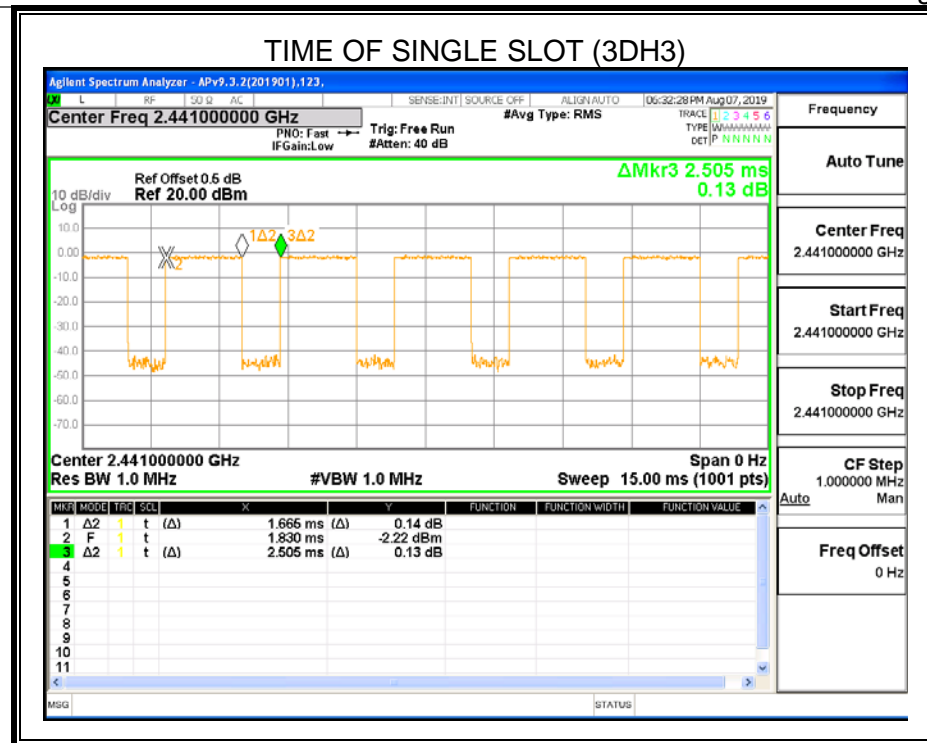 TIME OF SINGLE SLOT (3DH3)
Agilent Spectrum Analyzer - APv9.3.2(201901),123,
L RF 50 Ω AC SENSE:INT SOURCE OFF ALIGN AUTO 06:32:28 PM Aug 07, 2019
Center Freq 2.441000000 GHz #Avg Type: RMS TRACE 1 2 3 4 5 6
PNO: Fast Trig: Free Run TYPE W
IFGain:Low #Atten: 40 dB DET P N N N N N
ΔMkr3 2.505 ms
0.13 dB
Ref Offset 0.5 dB
10 dB/div Ref 20.00 dBm
Log
10.0
0.00
-10.0
-20.0
-30.0
-40.0
-50.0
-60.0
-70.0
1Δ2 3Δ2
2
Center 2.441000000 GHz Span 0 Hz
Res BW 1.0 MHz #VBW 1.0 MHz Sweep 15.00 ms (1001 pts)
MKR MODE TRC SCL X Y FUNCTION FUNCTION WIDTH FUNCTION VALUE
1 Δ2 1 t (Δ) 1.665 ms (Δ) 0.14 dB
2 F 1 t 1.830 ms -2.22 dBm
3 Δ2 1 t (Δ) 2.505 ms (Δ) 0.13 dB
4
5
6
7
8
9
10
11
MSG STATUS
Frequency
Auto Tune
Center Freq
2.441000000 GHz
Start Freq
2.441000000 GHz
Stop Freq
2.441000000 GHz
CF Step
1.000000 MHz
Auto Man
Freq Offset
0 Hz